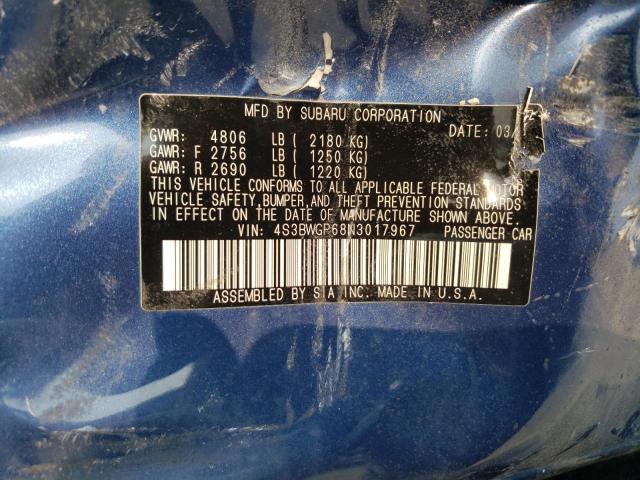 MFD BY SUBARU CORPORATION
DATE: 03/
GVWR: 4806 LB ( 2180 KG)
GAWR: F 2756 LB ( 1250 KG)
GAWR: R 2690 LB ( 1220 KG)
THIS VEHICLE CONFORMS TO ALL APPLICABLE FEDERAL MOTOR
VEHICLE SAFETY,BUMPER,AND THEFT PREVENTION STANDARDS
IN EFFECT ON THE DATE OF MANUFACTURE SHOWN ABOVE.
VIN: 4S3BWGP68N3017967 PASSENGER CAR
ASSEMBLED BY SIA INC. MADE IN U.S.A.